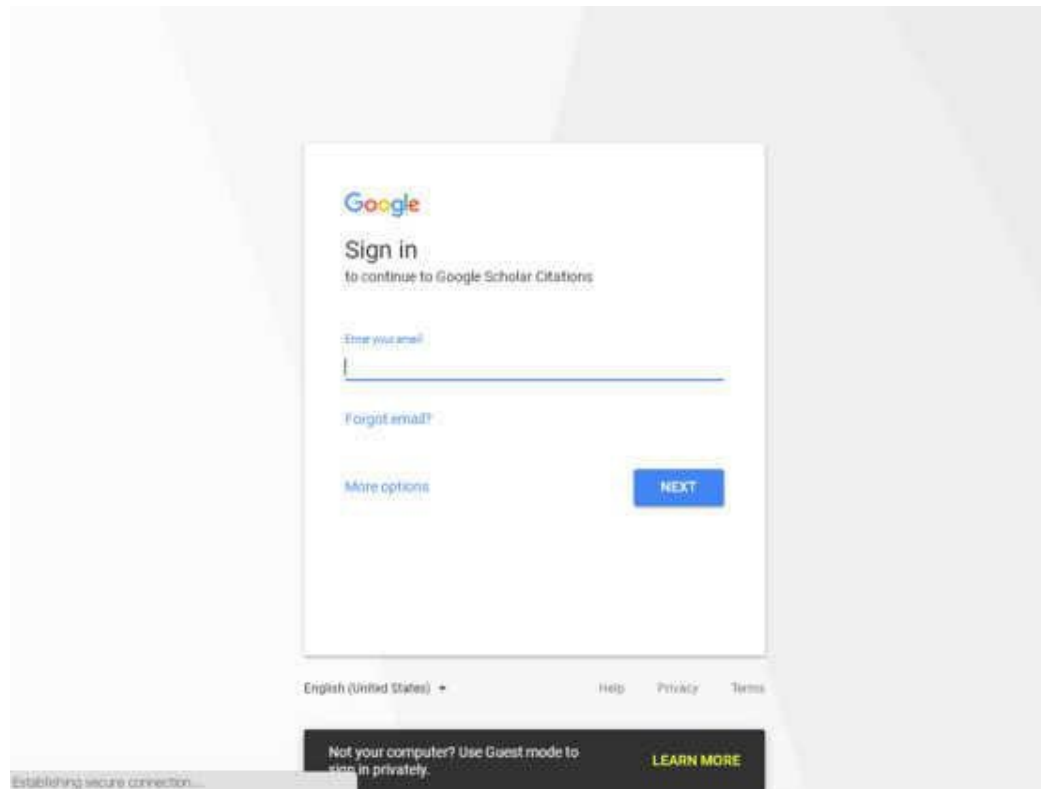 Google
Sign in
to continue to Google Scholar Citations
Enter your email
Forgot email?
More options
NEXT
English (United States)
Help Privacy Terms
Not your computer? Use Guest mode to
sign in privately.
LEARN MORE
Establishing secure connection...